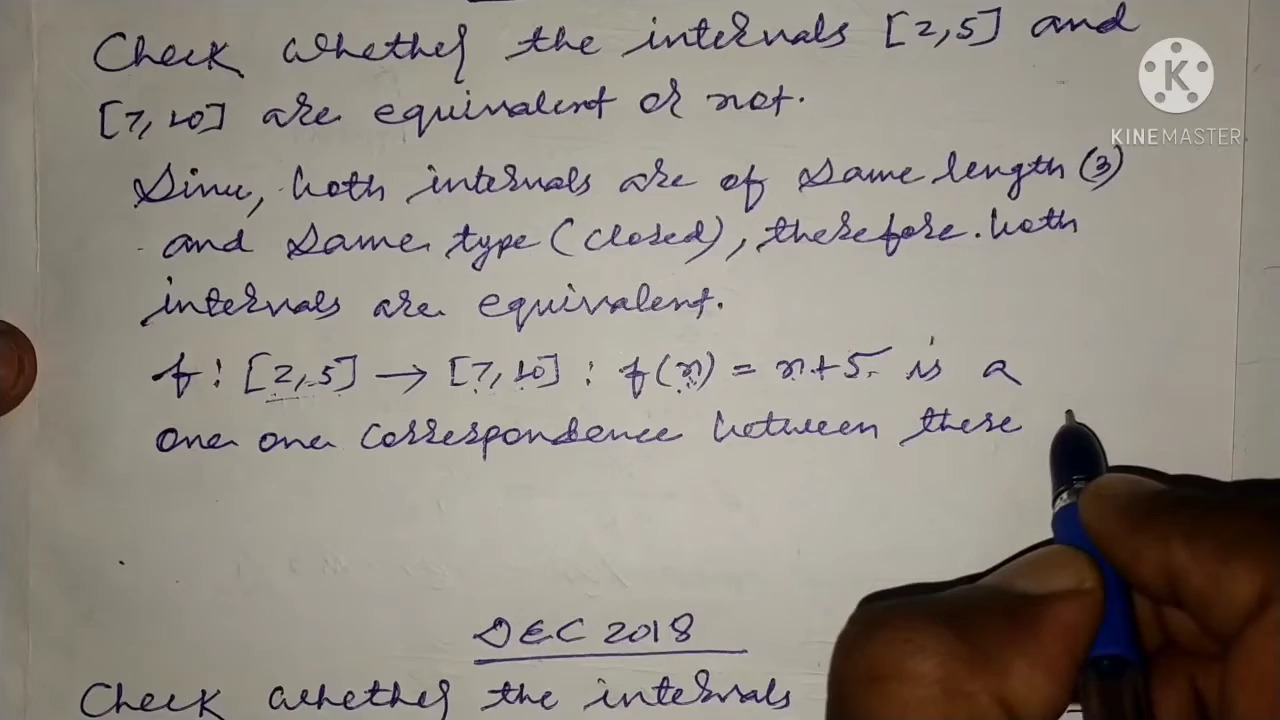 Check whether the intervals [2,5] and
[7,10] are equivalent or not.
Since, both intervals are of same length (3)
and same type (closed), therefore both
intervals are equivalent.
f : [2,5] → [7,10] : f(x) = x+5 is a
one one correspondence between these
DEC 2018
Check whether the intervals
K
KINEMASTER